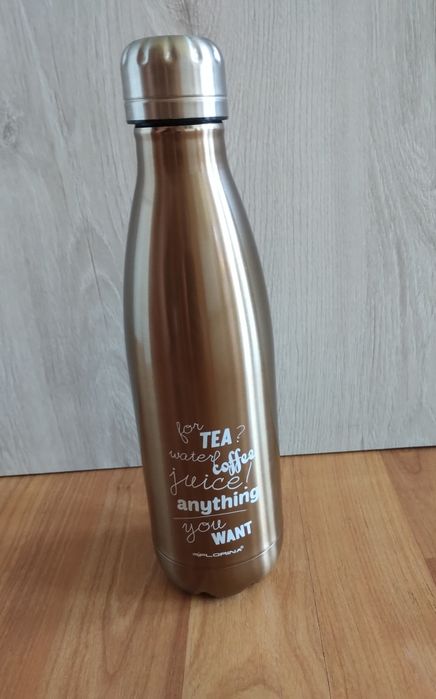 for
TEA?
water!
coffee
juice!
anything
you
WANT
FLORINA®